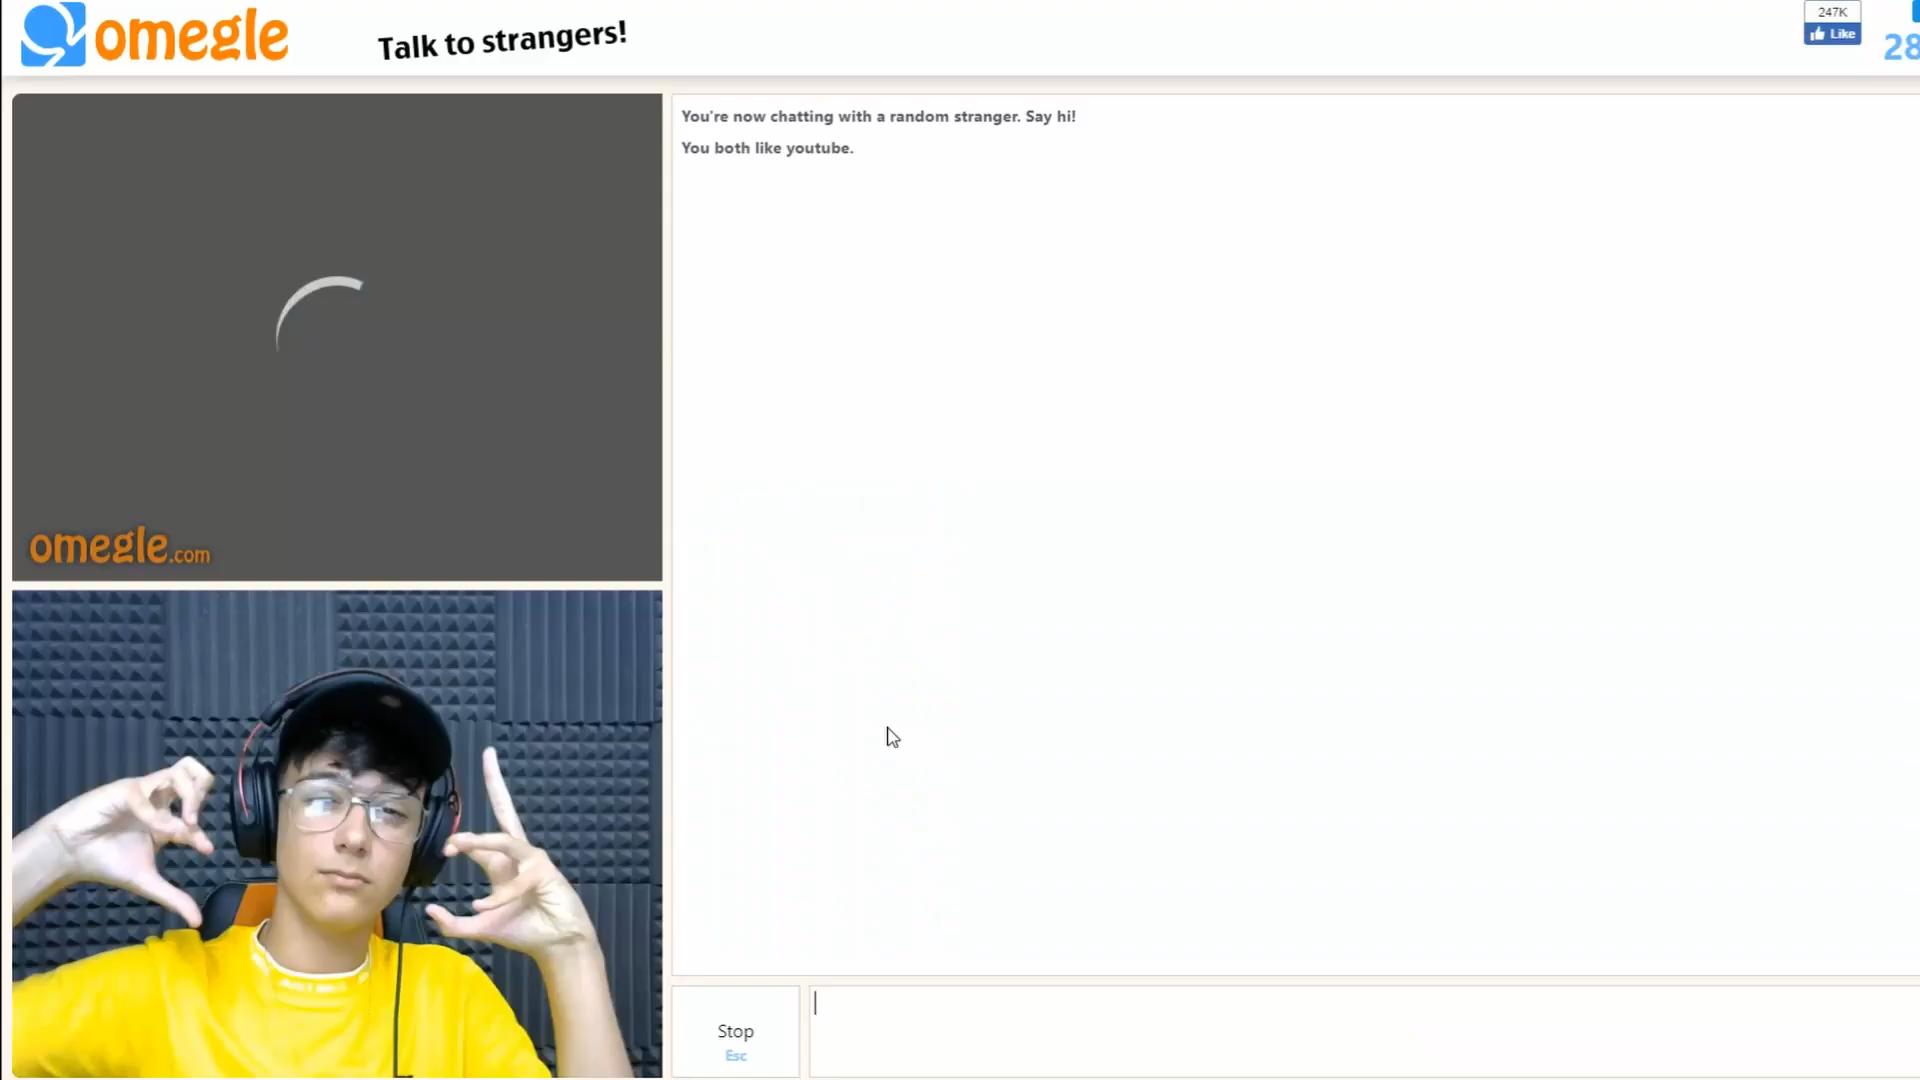 omegle
Talk to strangers!
247K
Like
28
You're now chatting with a random stranger. Say hi!
You both like youtube.
omegle.com
Stop
Esc